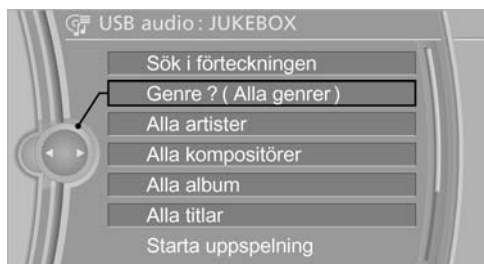 USB audio : JUKEBOX
Sök i förteckningen
Genre ? ( Alla genrer )
Alla artister
Alla kompositörer
Alla album
Alla titlar
Starta uppspelning